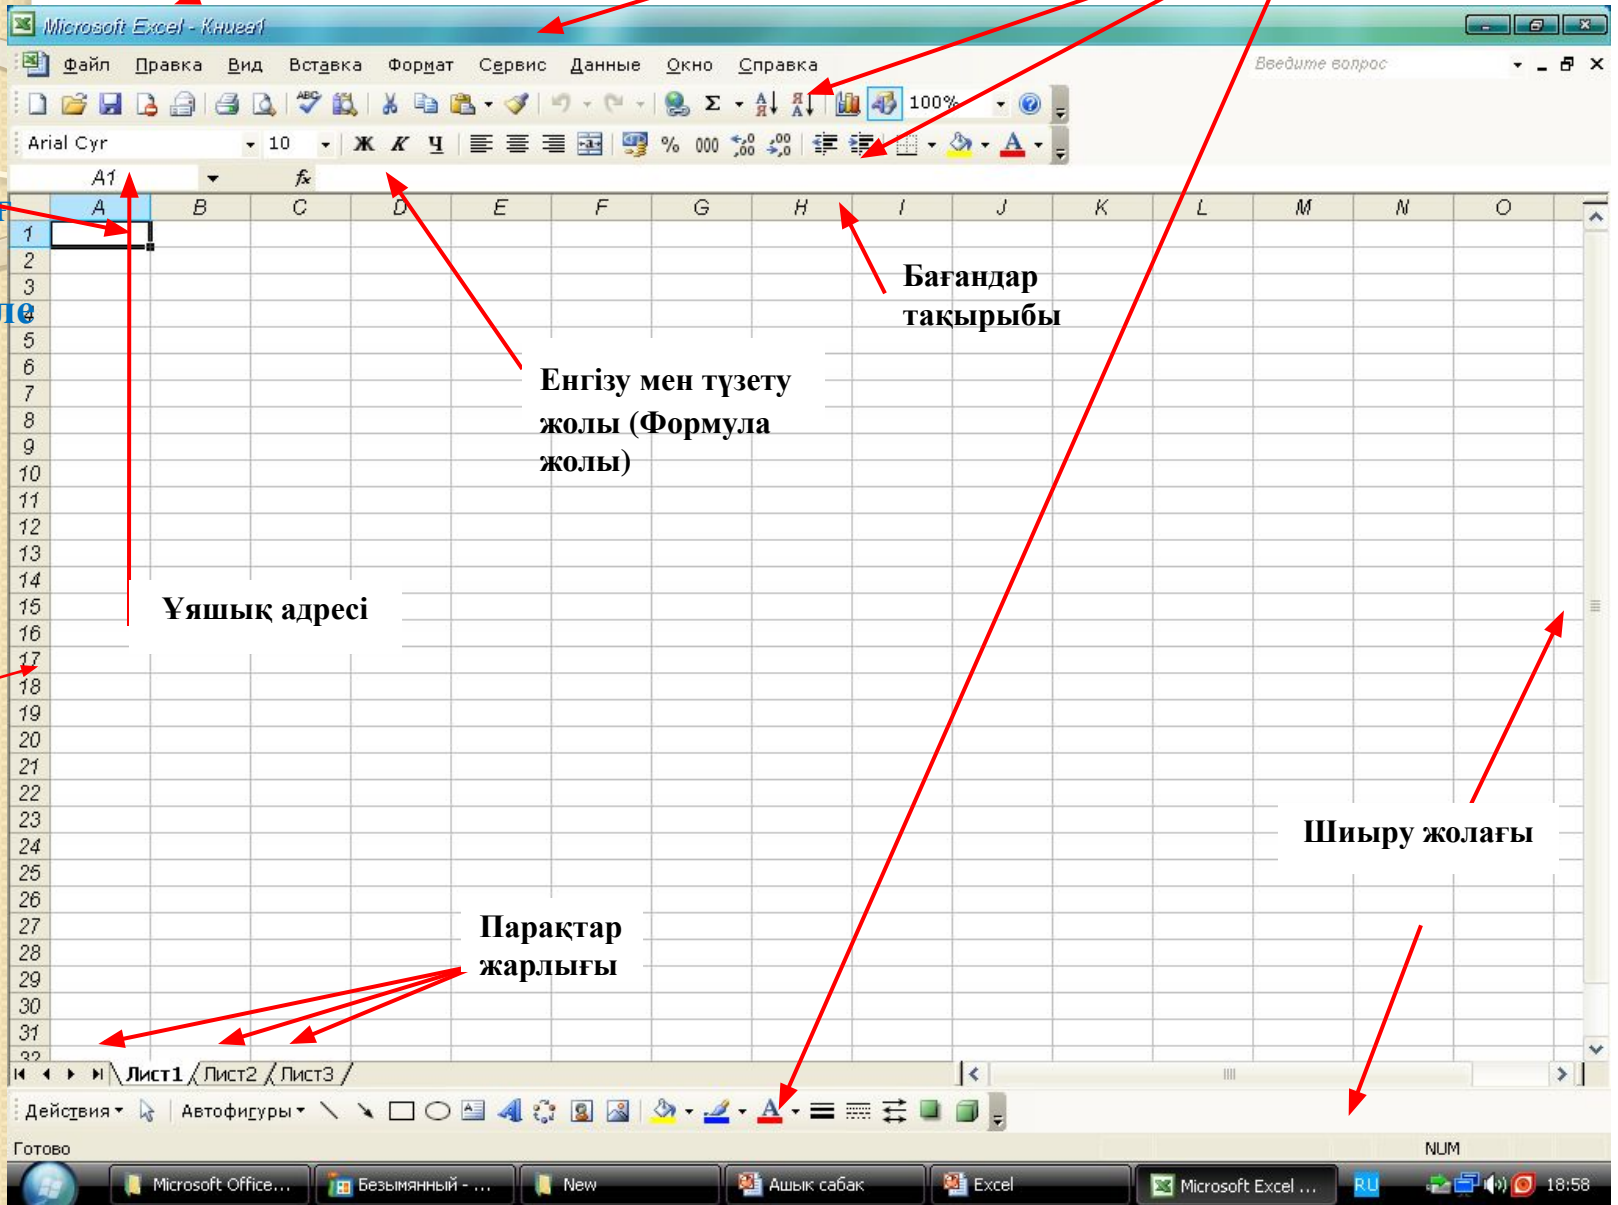 Microsoft Excel - Книга1
Файл Правка Вид Вставка Формат Сервис Данные Окно Справка Введите вопрос
100%
Arial Cyr 10 Ж К Ч % 000
A1 fx
A B C D E F G H I J K L M N O
1
2
3
4
5
6
7
8
9
10
11
12
13
14
15
16
17
18
19
20
21
22
23
24
25
26
27
28
29
30
31
32
Бағандар
тақырыбы
Енгізу мен түзету
жолы (Формула
жолы)
Ұяшық адресі
Шиыру жолағы
Парақтар
жарлығы
Лист1 Лист2 Лист3
Действия Автофигуры
Готово NUM
Microsoft Office... Безымянный - ... New Ашык сабак Excel Microsoft Excel ... RU 18:58